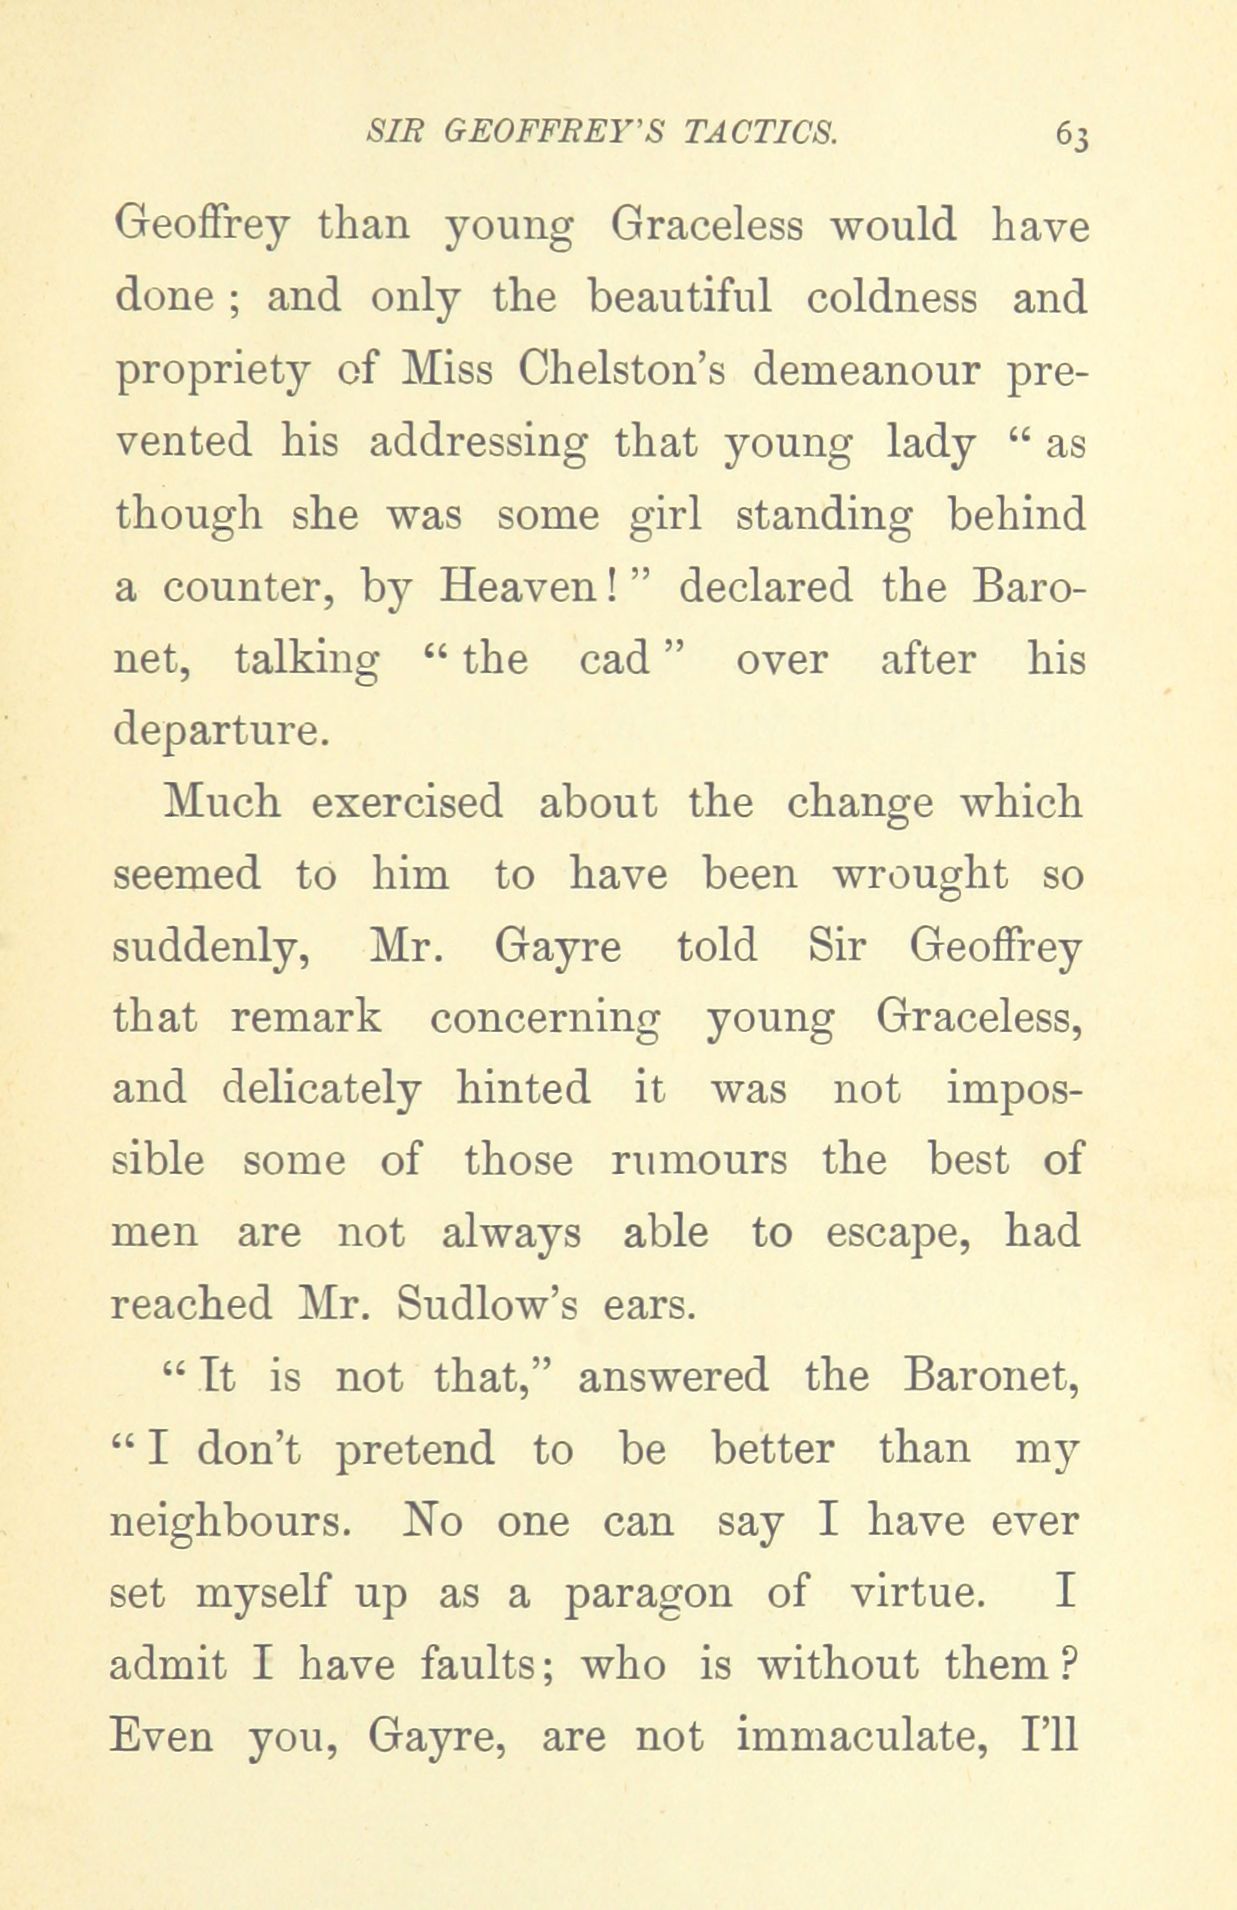 SIR GEOFFREY'S TACTICS. 63
Geoffrey than young Graceless would have
done ; and only the beautiful coldness and
propriety of Miss Chelston's demeanour pre-
vented his addressing that young lady “ as
though she was some girl standing behind
a counter, by Heaven! ” declared the Baro-
net, talking “ the cad ” over after his
departure.
Much exercised about the change which
seemed to him to have been wrought so
suddenly, Mr. Gayre told Sir Geoffrey
that remark concerning young Graceless,
and delicately hinted it was not impos-
sible some of those rumours the best of
men are not always able to escape, had
reached Mr. Sudlow's ears.
“ It is not that,” answered the Baronet,
“ I don't pretend to be better than my
neighbours. No one can say I have ever
set myself up as a paragon of virtue. I
admit I have faults; who is without them ?
Even you, Gayre, are not immaculate, I'll